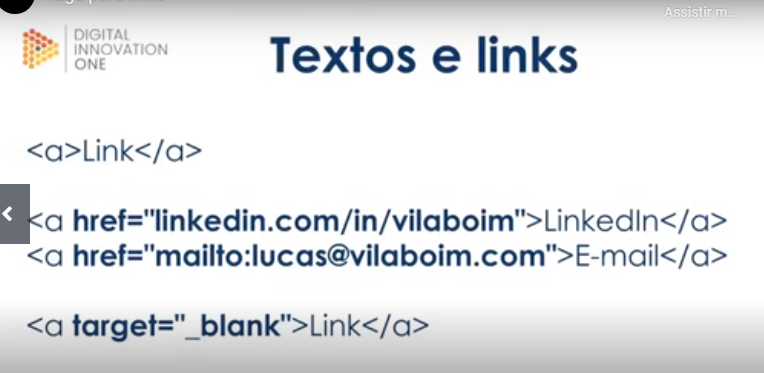 Assistir m...
DIGITAL
INNOVATION
ONE
Textos e links
<a>Link</a>
<a href="linkedin.com/in/vilaboim">LinkedIn</a>
<a href="mailto:lucas@vilaboim.com">E-mail</a>
<a target="_blank">Link</a>